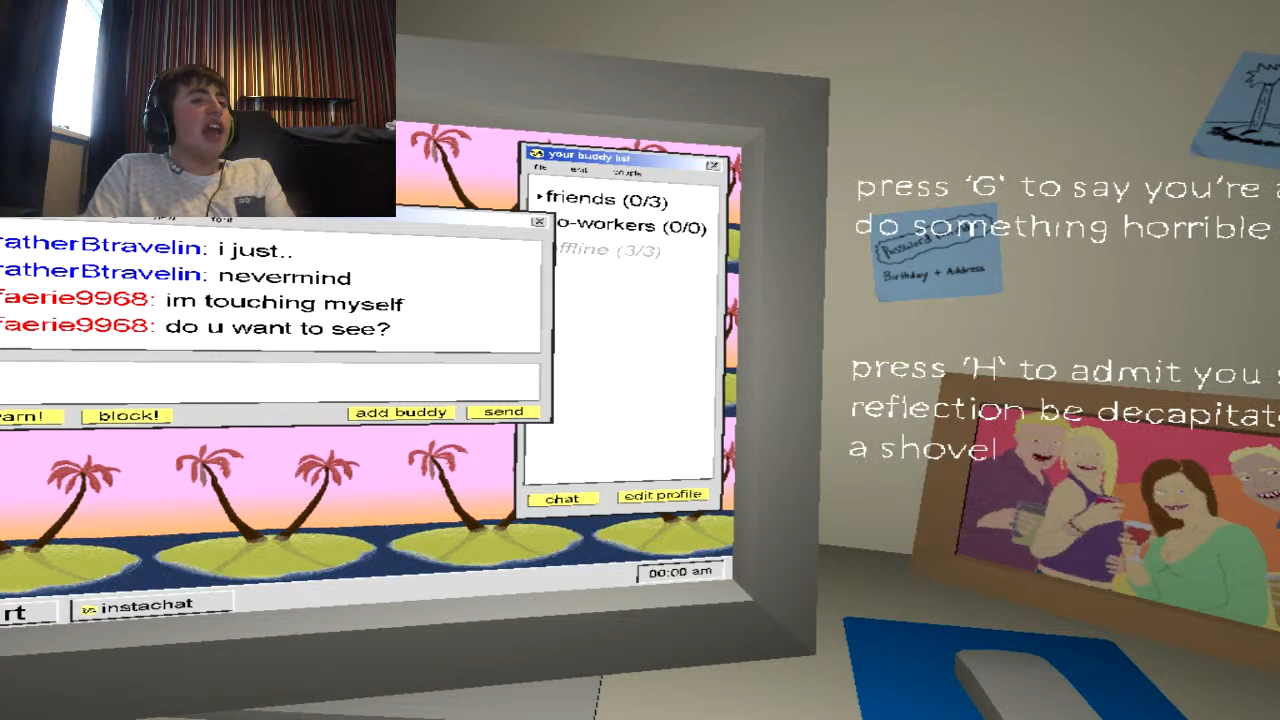 your buddy list
file edit people
friends (0/3)
o-workers (0/0)
ffline (3/3)
ratherBtravelin: i just..
ratherBtravelin: nevermind
faerie9968: im touching myself
faerie9968: do u want to see?
arn! block! add buddy send
chat edit profile
00:00 am
rt instachat
press 'G' to say you're a
do something horrible
Password
Birthday + Address
press 'H' to admit you s
reflection be decapitate
a shovel